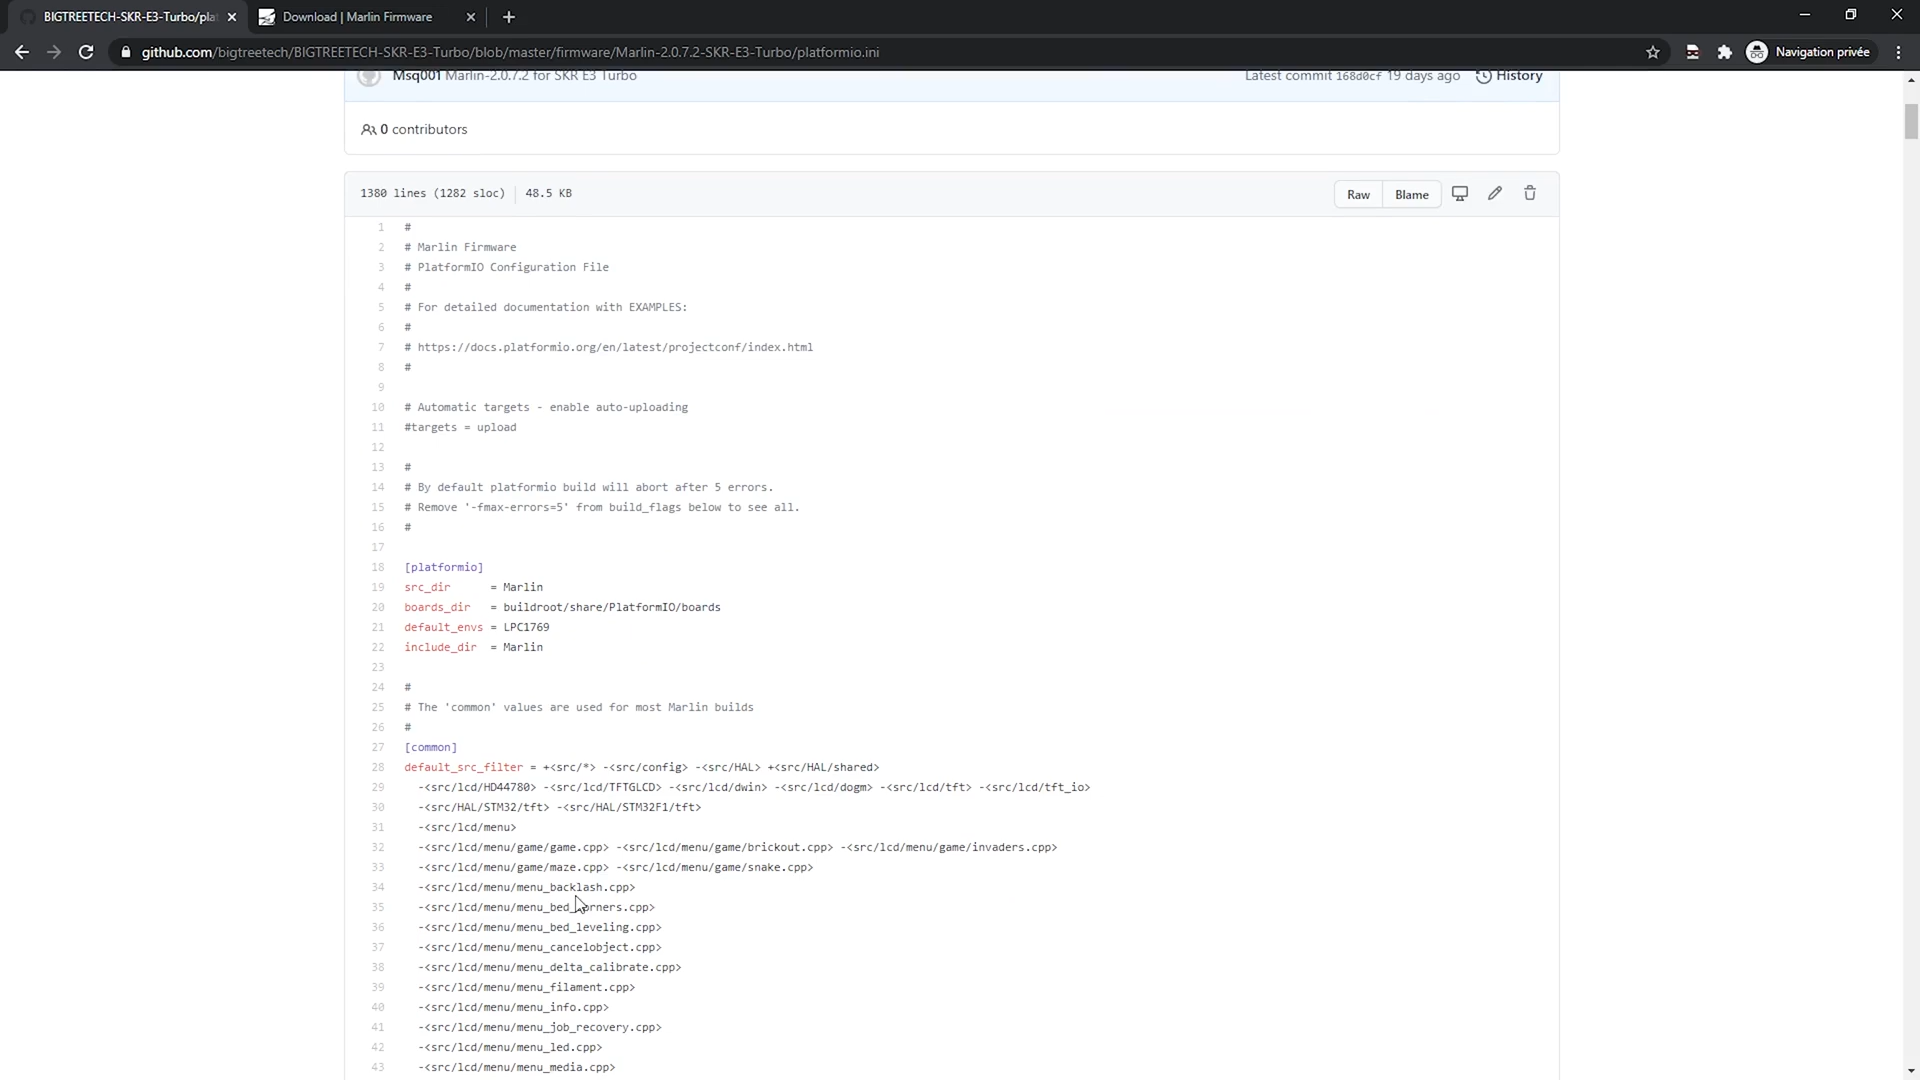 BIGTREETECH-SKR-E3-Turbo/pla
Download | Marlin Firmware
github.com/bigtreetech/BIGTREETECH-SKR-E3-Turbo/blob/master/firmware/Marlin-2.0.7.2-SKR-E3-Turbo/platformio.ini
Navigation privée
Msq001 Marlin-2.0.7.2 for SKR E3 Turbo
Latest commit 168d0cf 19 days ago
History
0 contributors
1380 lines (1282 sloc) | 48.5 KB
Raw
Blame
1 #
2 # Marlin Firmware
3 # PlatformIO Configuration File
4 #
5 # For detailed documentation with EXAMPLES:
6 #
7 # https://docs.platformio.org/en/latest/projectconf/index.html
8 #
9
10 # Automatic targets - enable auto-uploading
11 #targets = upload
12
13 #
14 # By default platformio build will abort after 5 errors.
15 # Remove '-fmax-errors=5' from build_flags below to see all.
16 #
17
18 [platformio]
19 src_dir      = Marlin
20 boards_dir   = buildroot/share/PlatformIO/boards
21 default_envs = LPC1769
22 include_dir  = Marlin
23
24 #
25 # The 'common' values are used for most Marlin builds
26 #
27 [common]
28 default_src_filter = +<src/*> -<src/config> -<src/HAL> +<src/HAL/shared>
29   -<src/lcd/HD44780> -<src/lcd/TFTGLCD> -<src/lcd/dwin> -<src/lcd/dogm> -<src/lcd/tft> -<src/lcd/tft_io>
30   -<src/HAL/STM32/tft> -<src/HAL/STM32F1/tft>
31   -<src/lcd/menu>
32   -<src/lcd/menu/game/game.cpp> -<src/lcd/menu/game/brickout.cpp> -<src/lcd/menu/game/invaders.cpp>
33   -<src/lcd/menu/game/maze.cpp> -<src/lcd/menu/game/snake.cpp>
34   -<src/lcd/menu/menu_backlash.cpp>
35   -<src/lcd/menu/menu_bed_corners.cpp>
36   -<src/lcd/menu/menu_bed_leveling.cpp>
37   -<src/lcd/menu/menu_cancelobject.cpp>
38   -<src/lcd/menu/menu_delta_calibrate.cpp>
39   -<src/lcd/menu/menu_filament.cpp>
40   -<src/lcd/menu/menu_info.cpp>
41   -<src/lcd/menu/menu_job_recovery.cpp>
42   -<src/lcd/menu/menu_led.cpp>
43   -<src/lcd/menu/menu_media.cpp>